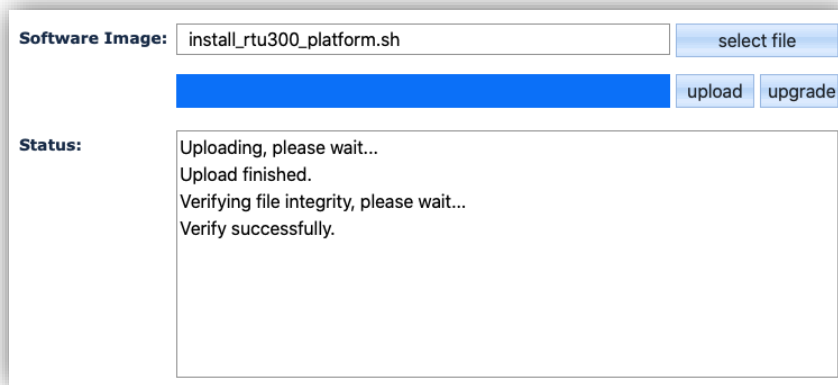 Software Image: install_rtu300_platform.sh select file
upload upgrade
Status:
Uploading, please wait...
Upload finished.
Verifying file integrity, please wait...
Verify successfully.